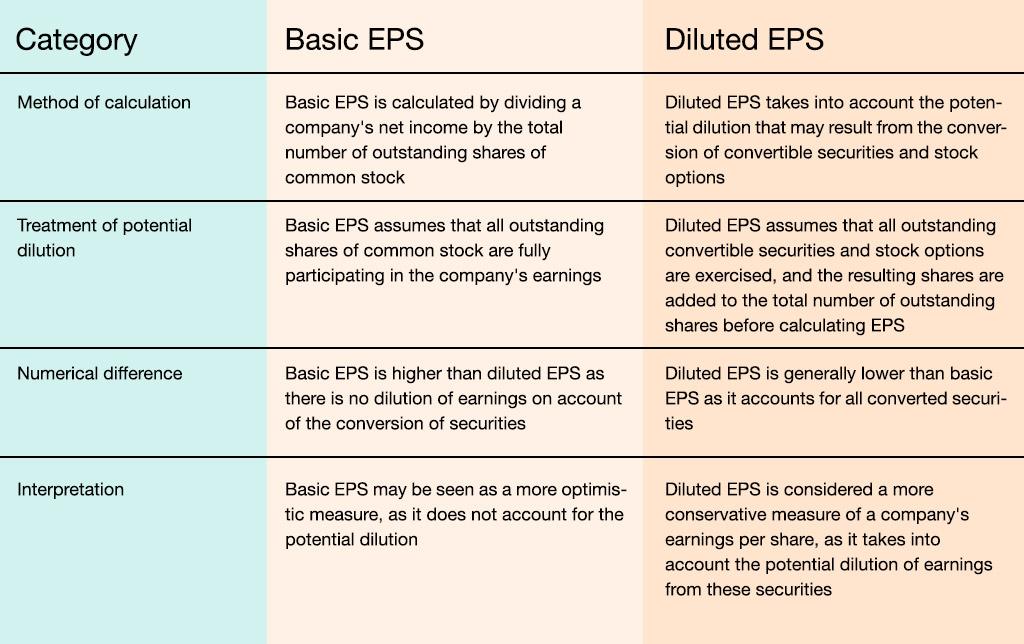 Category
Basic EPS
Diluted EPS
Method of calculation
Basic EPS is calculated by dividing a
company's net income by the total
number of outstanding shares of
common stock
Diluted EPS takes into account the poten-
tial dilution that may result from the conver-
sion of convertible securities and stock
options
Treatment of potential
dilution
Basic EPS assumes that all outstanding
shares of common stock are fully
participating in the company's earnings
Diluted EPS assumes that all outstanding
convertible securities and stock options
are exercised, and the resulting shares are
added to the total number of outstanding
shares before calculating EPS
Numerical difference
Basic EPS is higher than diluted EPS as
there is no dilution of earnings on account
of the conversion of securities
Diluted EPS is generally lower than basic
EPS as it accounts for all converted securi-
ties
Interpretation
Basic EPS may be seen as a more optimis-
tic measure, as it does not account for the
potential dilution
Diluted EPS is considered a more
conservative measure of a company's
earnings per share, as it takes into
account the potential dilution of earnings
from these securities